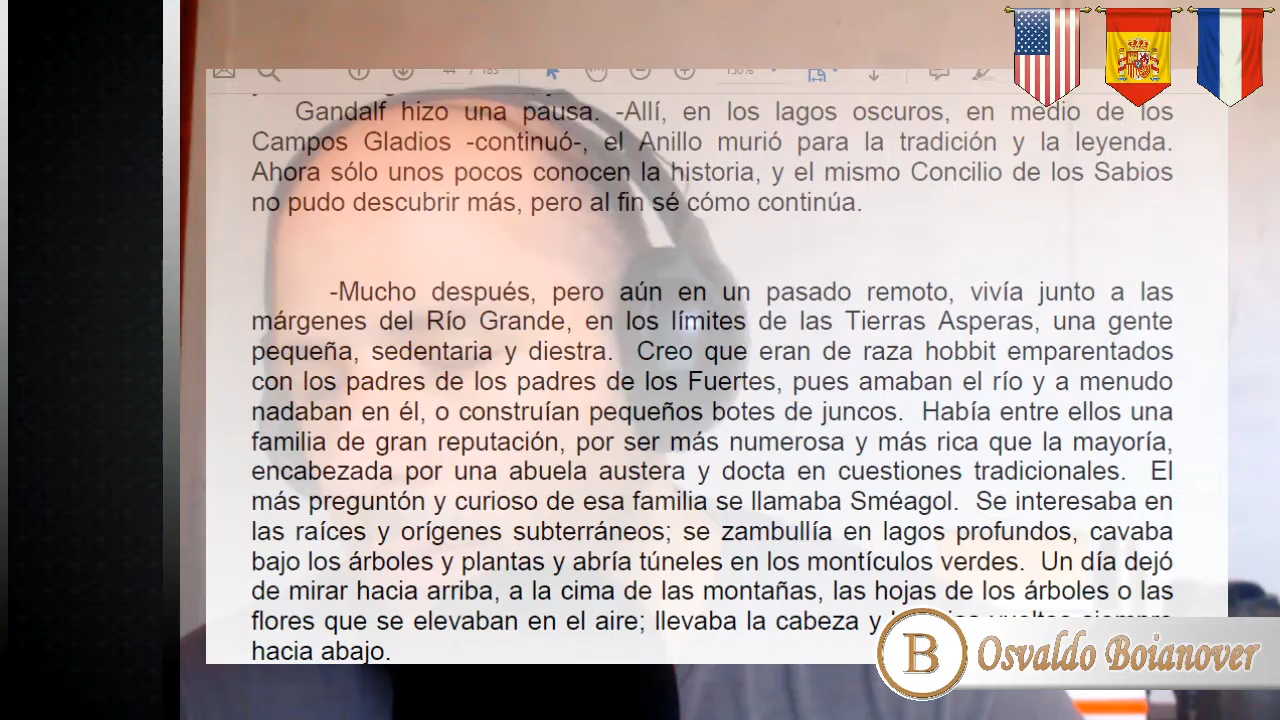 44 / 183
150%
Gandalf hizo una pausa. -Allí, en los lagos oscuros, en medio de los
Campos Gladios -continuó-, el Anillo murió para la tradición y la leyenda.
Ahora sólo unos pocos conocen la historia, y el mismo Concilio de los Sabios
no pudo descubrir más, pero al fin sé cómo continúa.
-Mucho después, pero aún en un pasado remoto, vivía junto a las
márgenes del Río Grande, en los límites de las Tierras Asperas, una gente
pequeña, sedentaria y diestra. Creo que eran de raza hobbit emparentados
con los padres de los padres de los Fuertes, pues amaban el río y a menudo
nadaban en él, o construían pequeños botes de juncos. Había entre ellos una
familia de gran reputación, por ser más numerosa y más rica que la mayoría,
encabezada por una abuela austera y docta en cuestiones tradicionales. El
más preguntón y curioso de esa familia se llamaba Sméagol. Se interesaba en
las raíces y orígenes subterráneos; se zambullía en lagos profundos, cavaba
bajo los árboles y plantas y abría túneles en los montículos verdes. Un día dejó
de mirar hacia arriba, a la cima de las montañas, las hojas de los árboles o las
flores que se elevaban en el aire; llevaba la cabeza y
hacia abajo.
B Osvaldo Boianover